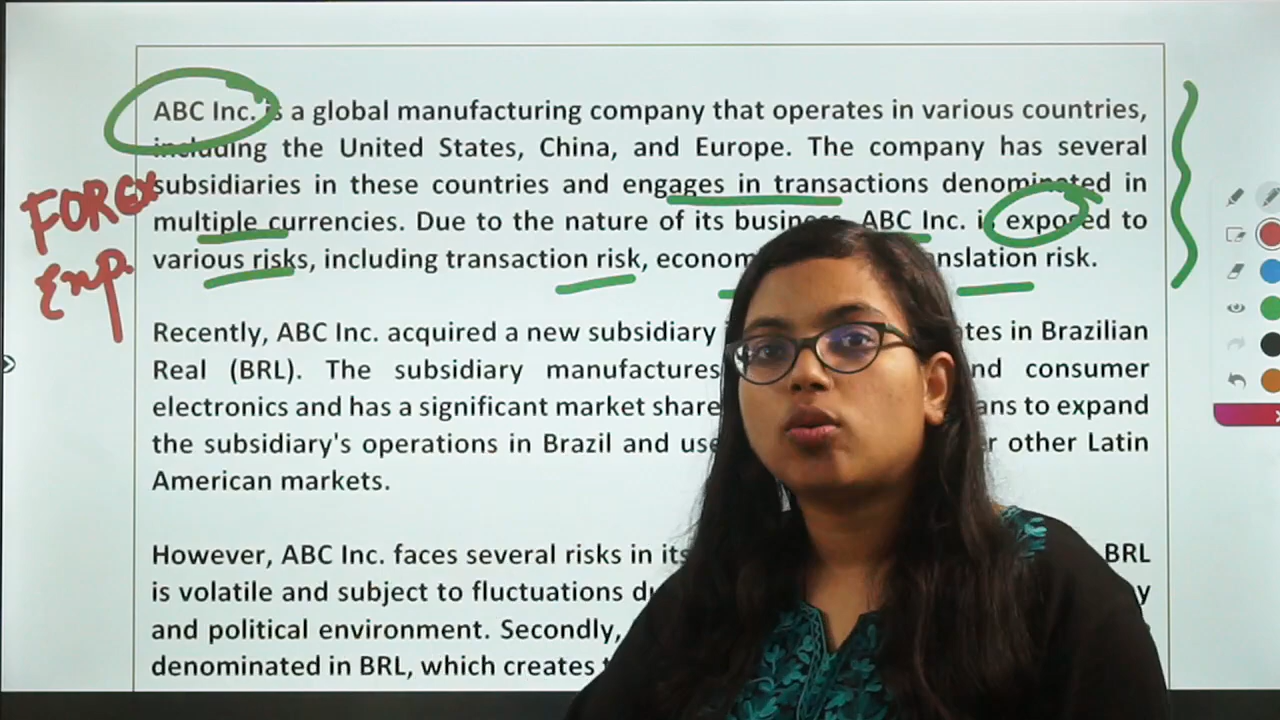 ABC Inc. is a global manufacturing company that operates in various countries,
including the United States, China, and Europe. The company has several
FOREX subsidiaries in these countries and engages in transactions denominated in
multiple currencies. Due to the nature of its business, ABC Inc. is exposed to
Exp. various risks, including transaction risk, translation risk.
Recently, ABC Inc. acquired a new subsidiary in Brazilian
Real (BRL). The subsidiary manufactures and consumer
electronics and has a significant market share to expand
the subsidiary's operations in Brazil and use other Latin
American markets.
However, ABC Inc. faces several risks in its BRL
is volatile and subject to fluctuations
and political environment. Secondly,
denominated in BRL, which creates